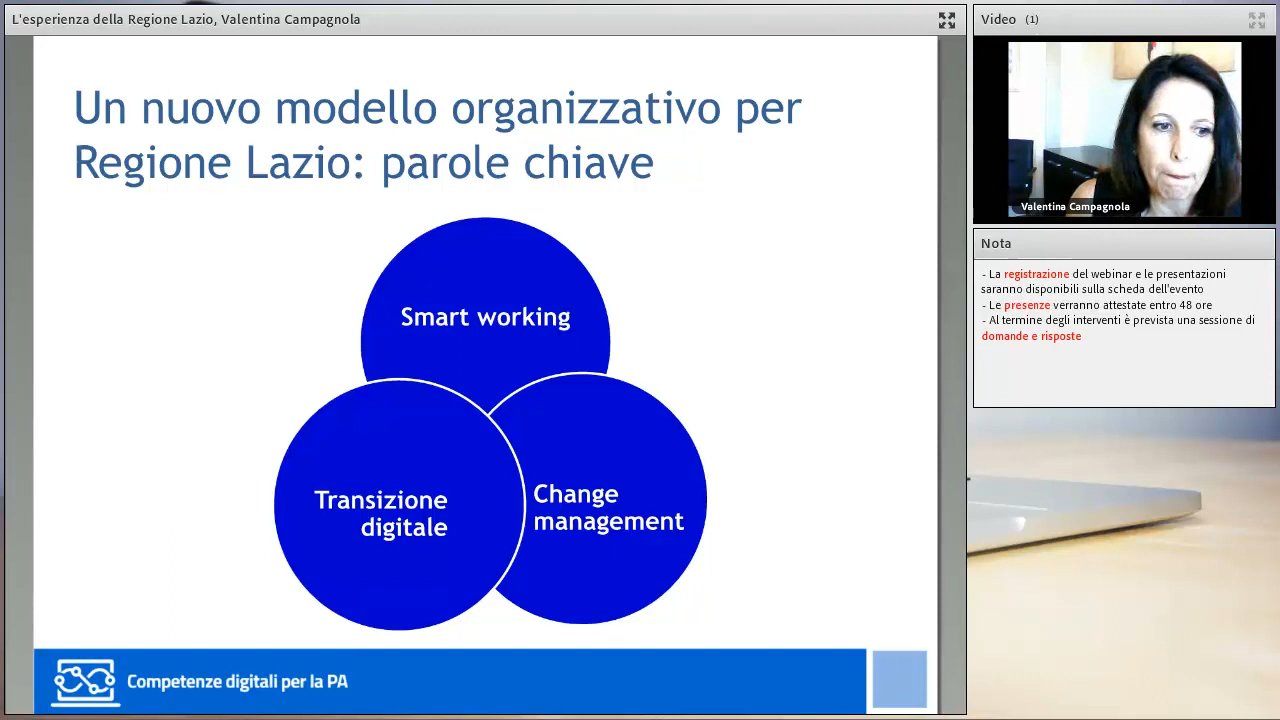 L'esperienza della Regione Lazio, Valentina Campagnola
Un nuovo modello organizzativo per
Regione Lazio: parole chiave
Smart working
Transizione
digitale
Change
management
Competenze digitali per la PA
Video (1)
Valentina Campagnola
Nota
- La registrazione del webinar e le presentazioni
saranno disponibili sulla scheda dell'evento
- Le presenze verranno attestate entro 48 ore
- Al termine degli interventi è prevista una sessione di
domande e risposte